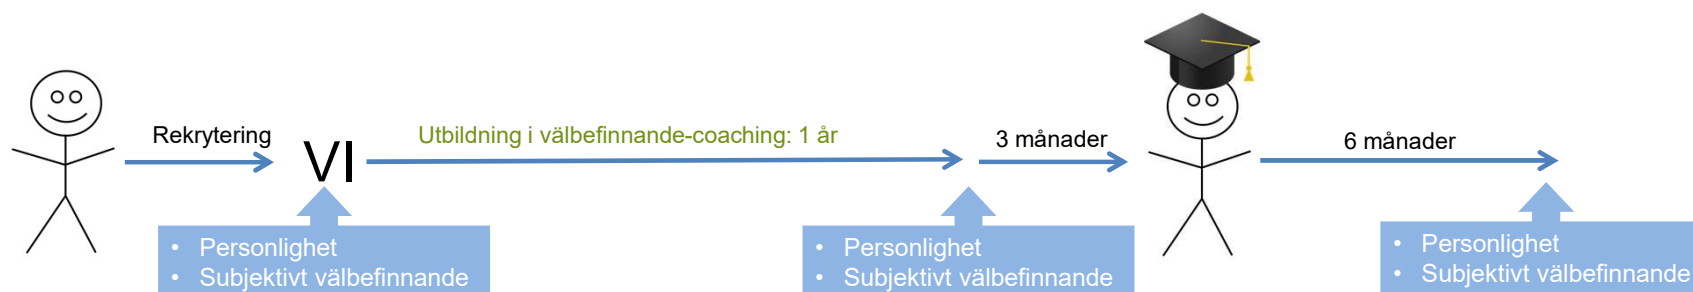 Rekrytering
VI
Utbildning i välbefinnande-coaching: 1 år
3 månader
6 månader
• Personlighet
• Subjektivt välbefinnande
• Personlighet
• Subjektivt välbefinnande
• Personlighet
• Subjektivt välbefinnande